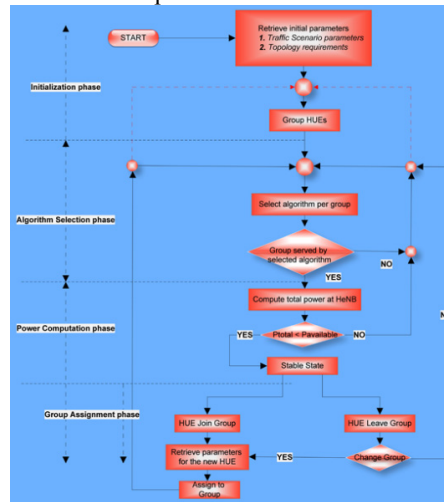 START
Retrieve initial parameters
1. Traffic Scenario parameters
2. Topology requirements
Initialization phase
Group HUEs
Select algorithm per group
Algorithm Selection phase
Group served by
selected algorithm
NO
YES
Compute total power at HeNB
Power Computation phase
YES
Ptotal < Pavailable
NO
Stable State
Group Assignment phase
HUE Join Group
HUE Leave Group
Retrieve parameters
for the new HUE
YES
Change Group
Assign to
Group